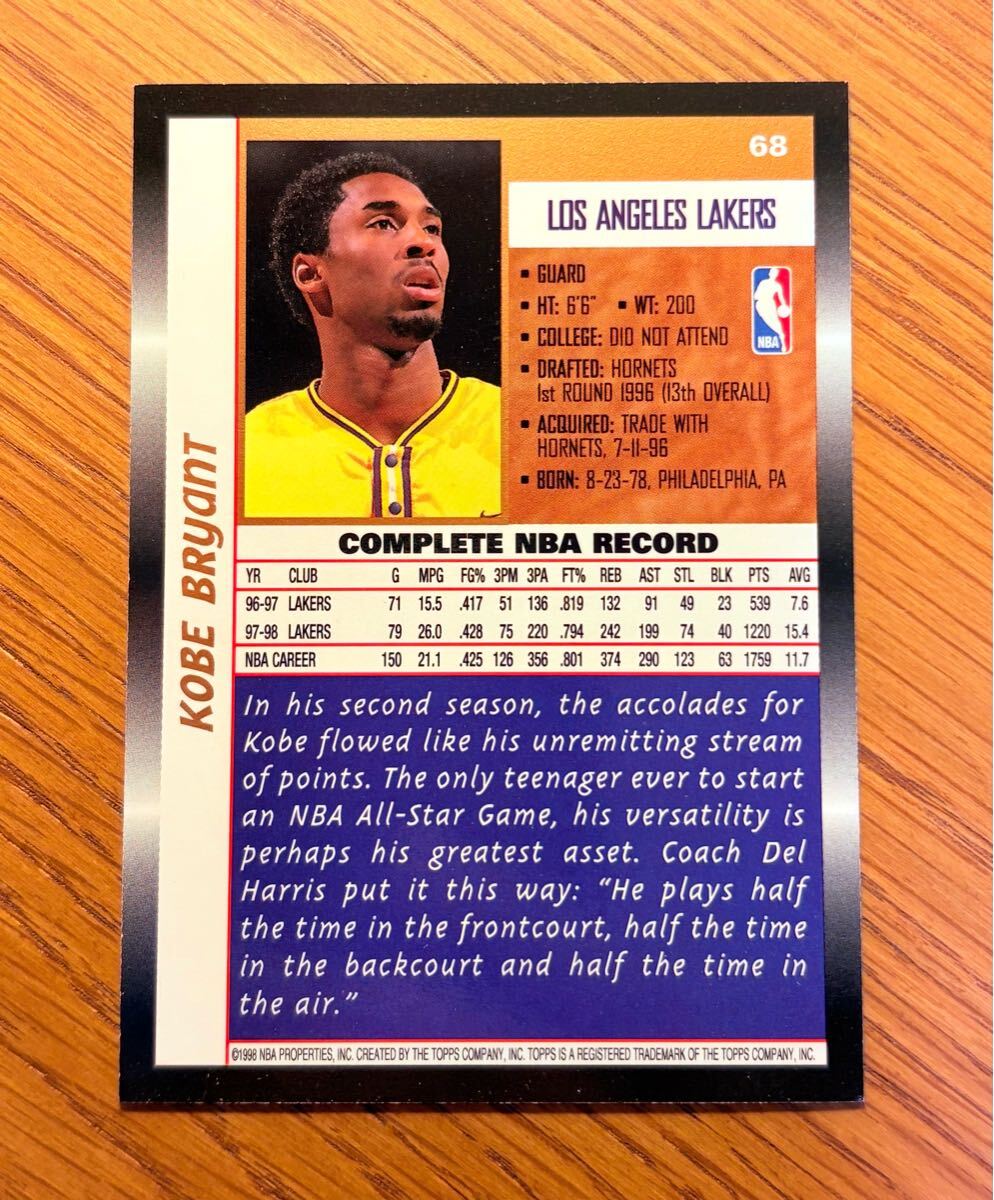 68
LOS ANGELES LAKERS
▪ GUARD
▪ HT: 6'6" ▪ WT: 200
▪ COLLEGE: DID NOT ATTEND
▪ DRAFTED: HORNETS
1st ROUND 1996 (13th OVERALL)
▪ ACQUIRED: TRADE WITH
HORNETS, 7-11-96
▪ BORN: 8-23-78, PHILADELPHIA, PA
NBA
KOBE BRyanT
COMPLETE NBA RECORD
YR CLUB G MPG FG% 3PM 3PA FT% REB AST STL BLK PTS AVG
96-97 LAKERS 71 15.5 .417 51 136 .819 132 91 49 23 539 7.6
97-98 LAKERS 79 26.0 .428 75 220 .794 242 199 74 40 1220 15.4
NBA CAREER 150 21.1 .425 126 356 .801 374 290 123 63 1759 11.7
In his second season, the accolades for
Kobe flowed like his unremitting stream
of points. The only teenager ever to start
an NBA All-Star Game, his versatility is
perhaps his greatest asset. Coach Del
Harris put it this way: “He plays half
the time in the frontcourt, half the time
in the backcourt and half the time in
the air.”
©1998 NBA PROPERTIES, INC. CREATED BY THE TOPPS COMPANY, INC. TOPPS IS A REGISTERED TRADEMARK OF THE TOPPS COMPANY, INC.